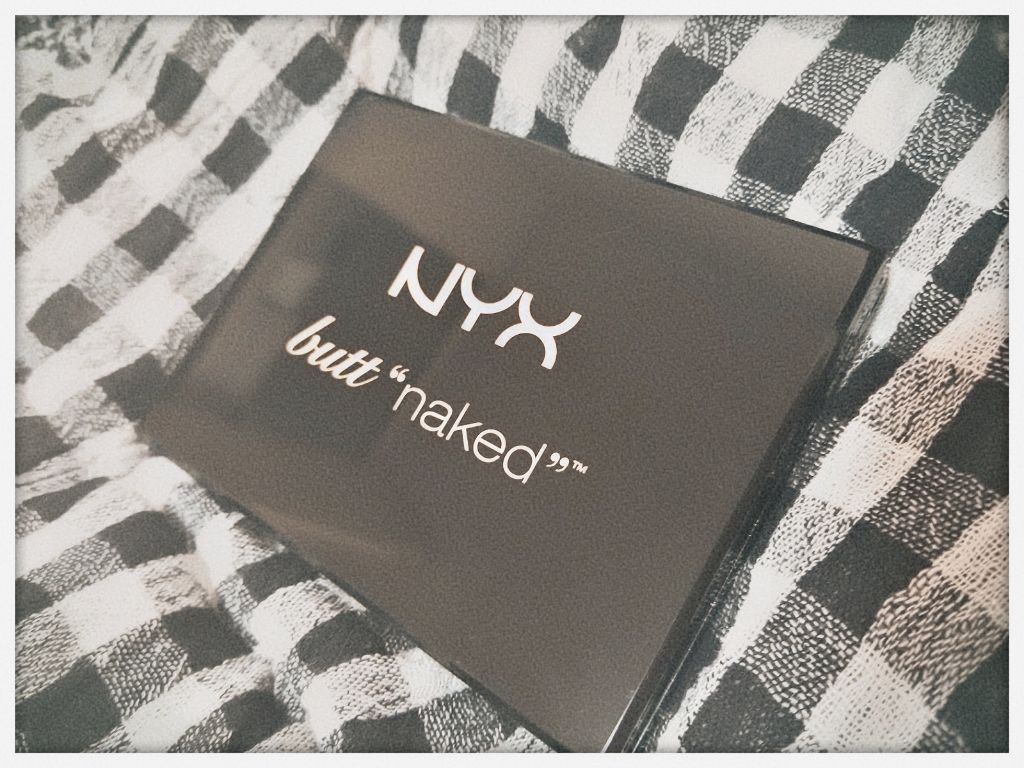 NYX
butt “naked”™